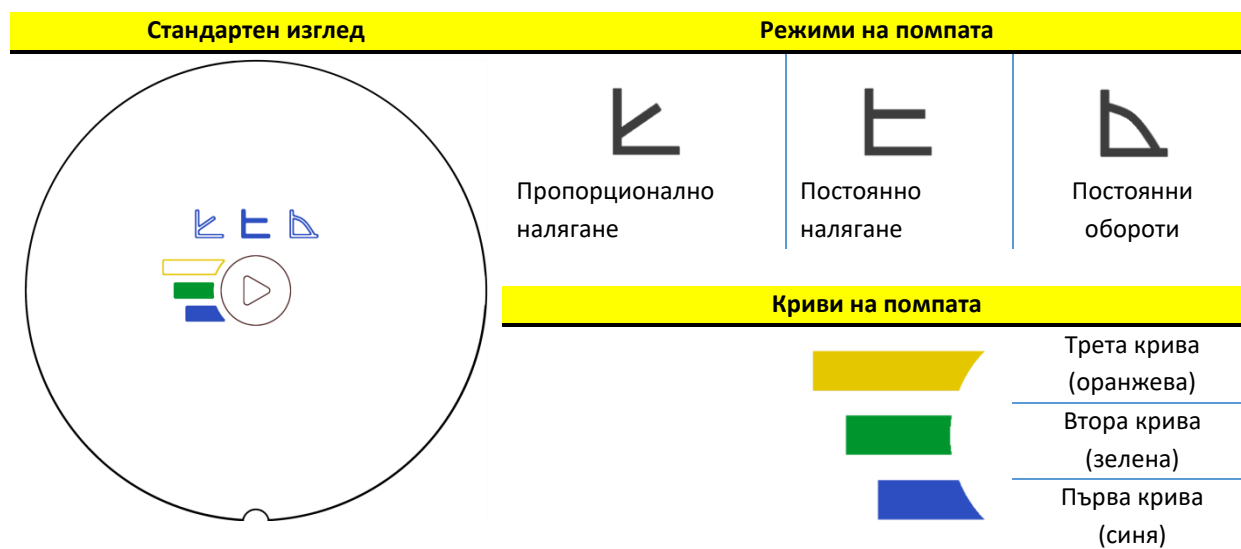 Стандартен изглед
Режими на помпата
Пропорционално
налягане
Постоянно
налягане
Постоянни
обороти
Криви на помпата
Трета крива
(оранжева)
Втора крива
(зелена)
Първа крива
(синя)